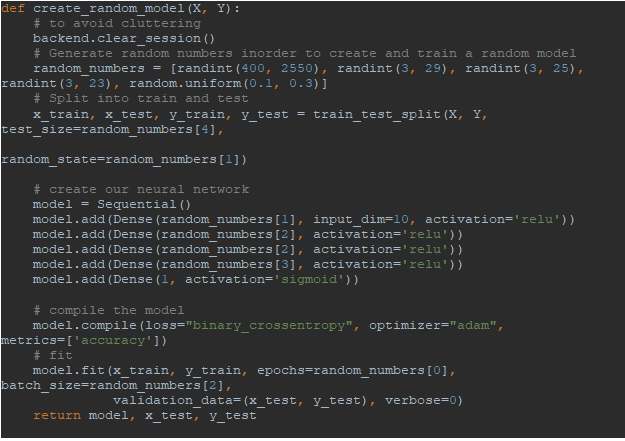 def create_random_model(X, Y):
    # to avoid cluttering
    backend.clear_session()
    # Generate random numbers inorder to create and train a random model
    random_numbers = [randint(400, 2550), randint(3, 29), randint(3, 25),
randint(3, 23), random.uniform(0.1, 0.3)]
    # Split into train and test
    x_train, x_test, y_train, y_test = train_test_split(X, Y,
test_size=random_numbers[4],

random_state=random_numbers[1])

    # create our neural network
    model = Sequential()
    model.add(Dense(random_numbers[1], input_dim=10, activation='relu'))
    model.add(Dense(random_numbers[2], activation='relu'))
    model.add(Dense(random_numbers[2], activation='relu'))
    model.add(Dense(random_numbers[3], activation='relu'))
    model.add(Dense(1, activation='sigmoid'))

    # compile the model
    model.compile(loss="binary_crossentropy", optimizer="adam",
metrics=['accuracy'])
    # fit
    model.fit(x_train, y_train, epochs=random_numbers[0],
batch_size=random_numbers[2],
              validation_data=(x_test, y_test), verbose=0)
    return model, x_test, y_test